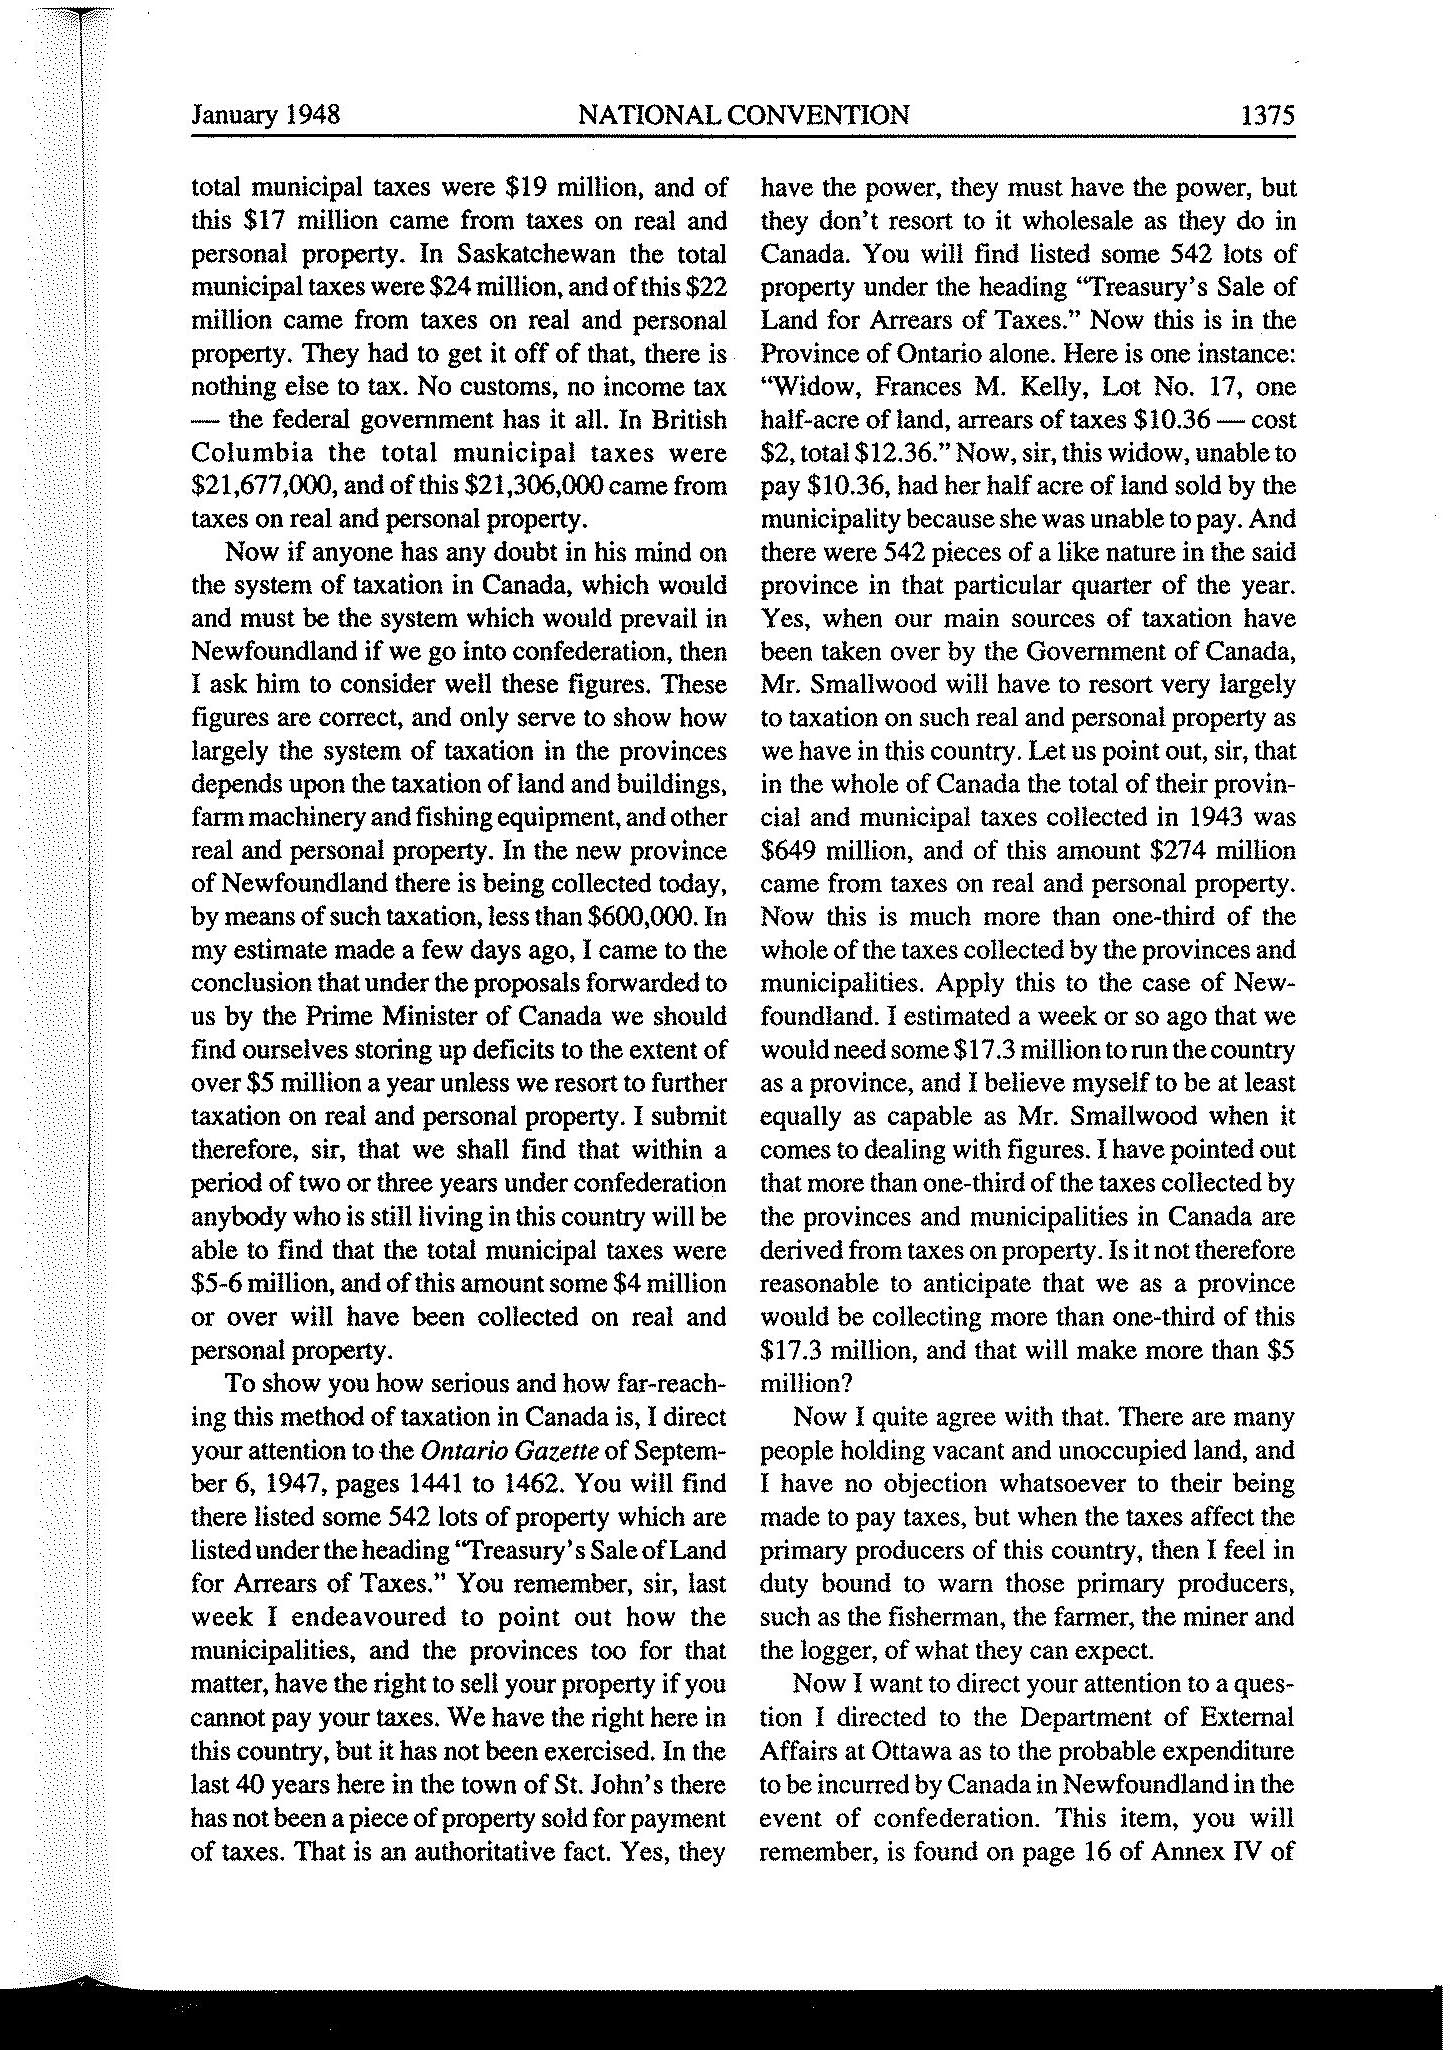 January 1948
NATIONAL CONVENTION
1375
total municipal taxes were $19 million, and of
this $17 million came from taxes on real and
personal property. In Saskatchewan the total
municipal taxes were $24 million, and of this $22
million came from taxes on real and personal
property. They had to get it off of that, there is
nothing else to tax. No customs, no income tax
— the federal government has it all. In British
Columbia the total municipal taxes were
$21,677,000, and of this $21,306,000 came from
taxes on real and personal property.
Now if anyone has any doubt in his mind on
the system of taxation in Canada, which would
and must be the system which would prevail in
Newfoundland if we go into confederation, then
I ask him to consider well these figures. These
figures are correct, and only serve to show how
largely the system of taxation in the provinces
depends upon the taxation of land and buildings,
farm machinery and fishing equipment, and other
real and personal property. In the new province
of Newfoundland there is being collected today,
by means of such taxation, less than $600,000. In
my estimate made a few days ago, I came to the
conclusion that under the proposals forwarded to
us by the Prime Minister of Canada we should
find ourselves storing up deficits to the extent of
over $5 million a year unless we resort to further
taxation on real and personal property. I submit
therefore, sir, that we shall find that within a
period of two or three years under confederation
anybody who is still living in this country will be
able to find that the total municipal taxes were
$5-6 million, and of this amount some $4 million
or over will have been collected on real and
personal property.
To show you how serious and how far-reach-
ing this method of taxation in Canada is, I direct
your attention to the Ontario Gazette of Septem-
ber 6, 1947, pages 1441 to 1462. You will find
there listed some 542 lots of property which are
listed under the heading "Treasury's Sale of Land
for Arrears of Taxes." You remember, sir, last
week I endeavoured to point out how the
municipalities, and the provinces too for that
matter, have the right to sell your property if you
cannot pay your taxes. We have the right here in
this country, but it has not been exercised. In the
last 40 years here in the town of St. John's there
has not been a piece of property sold for payment
of taxes. That is an authoritative fact. Yes, they
have the power, they must have the power, but
they don't resort to it wholesale as they do in
Canada. You will find listed some 542 lots of
property under the heading "Treasury's Sale of
Land for Arrears of Taxes." Now this is in the
Province of Ontario alone. Here is one instance:
"Widow, Frances M. Kelly, Lot No. 17, one
half-acre of land, arrears of taxes $10.36 — cost
$2, total $12.36." Now, sir, this widow, unable to
pay $10.36, had her half acre of land sold by the
municipality because she was unable to pay. And
there were 542 pieces of a like nature in the said
province in that particular quarter of the year.
Yes, when our main sources of taxation have
been taken over by the Government of Canada,
Mr. Smallwood will have to resort very largely
to taxation on such real and personal property as
we have in this country. Let us point out, sir, that
in the whole of Canada the total of their provin-
cial and municipal taxes collected in 1943 was
$649 million, and of this amount $274 million
came from taxes on real and personal property.
Now this is much more than one-third of the
whole of the taxes collected by the provinces and
municipalities. Apply this to the case of New-
foundland. I estimated a week or so ago that we
would need some $17.3 million to run the country
as a province, and I believe myself to be at least
equally as capable as Mr. Smallwood when it
comes to dealing with figures. I have pointed out
that more than one-third of the taxes collected by
the provinces and municipalities in Canada are
derived from taxes on property. Is it not therefore
reasonable to anticipate that we as a province
would be collecting more than one-third of this
$17.3 million, and that will make more than $5
million?
Now I quite agree with that. There are many
people holding vacant and unoccupied land, and
I have no objection whatsoever to their being
made to pay taxes, but when the taxes affect the
primary producers of this country, then I feel in
duty bound to warn those primary producers,
such as the fisherman, the farmer, the miner and
the logger, of what they can expect.
Now I want to direct your attention to a ques-
tion I directed to the Department of External
Affairs at Ottawa as to the probable expenditure
to be incurred by Canada in Newfoundland in the
event of confederation. This item, you will
remember, is found on page 16 of Annex IV of